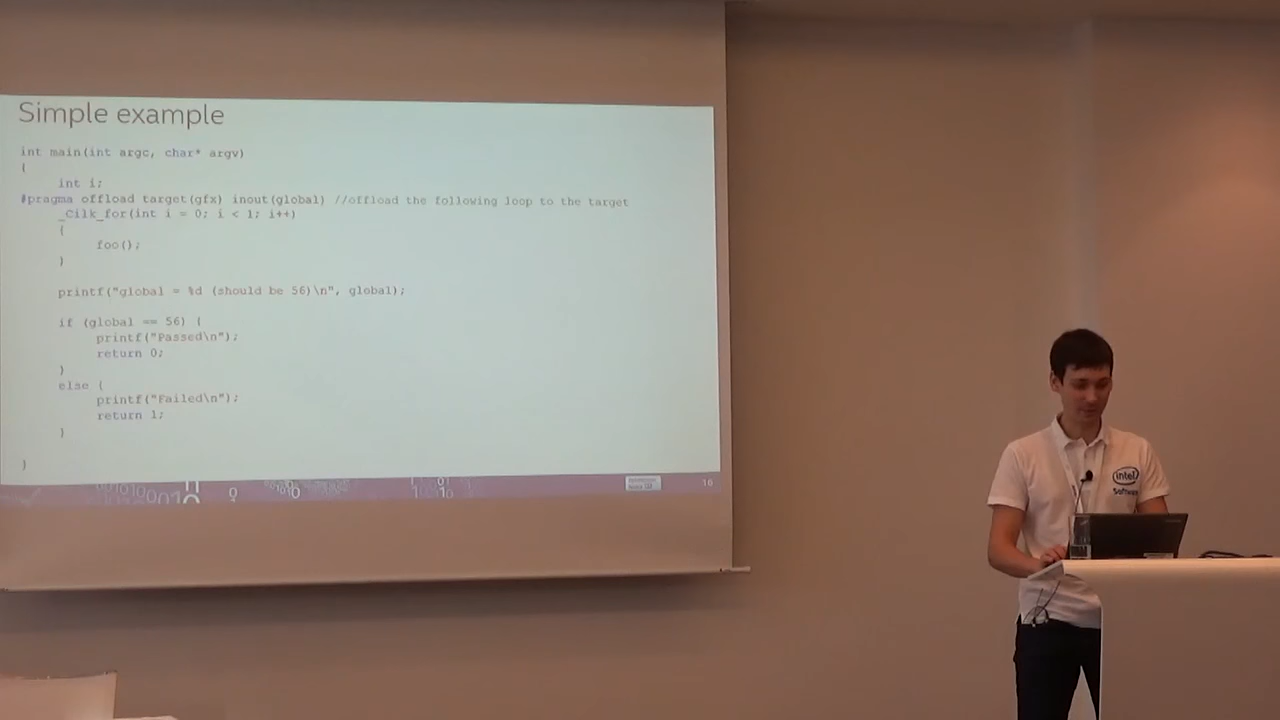 Simple example
int main(int argc, char* argv)
{
int i;
#pragma offload target(gfx) inout(global) //offload the following loop to the target
_Cilk_for(int i = 0; i < 1; i++)
{
foo();
}
printf("global = %d (should be 56)\n", global);
if (global == 56) {
printf("Passed\n");
return 0;
}
else {
printf("Failed\n");
return 1;
}
}
16
intel
Software